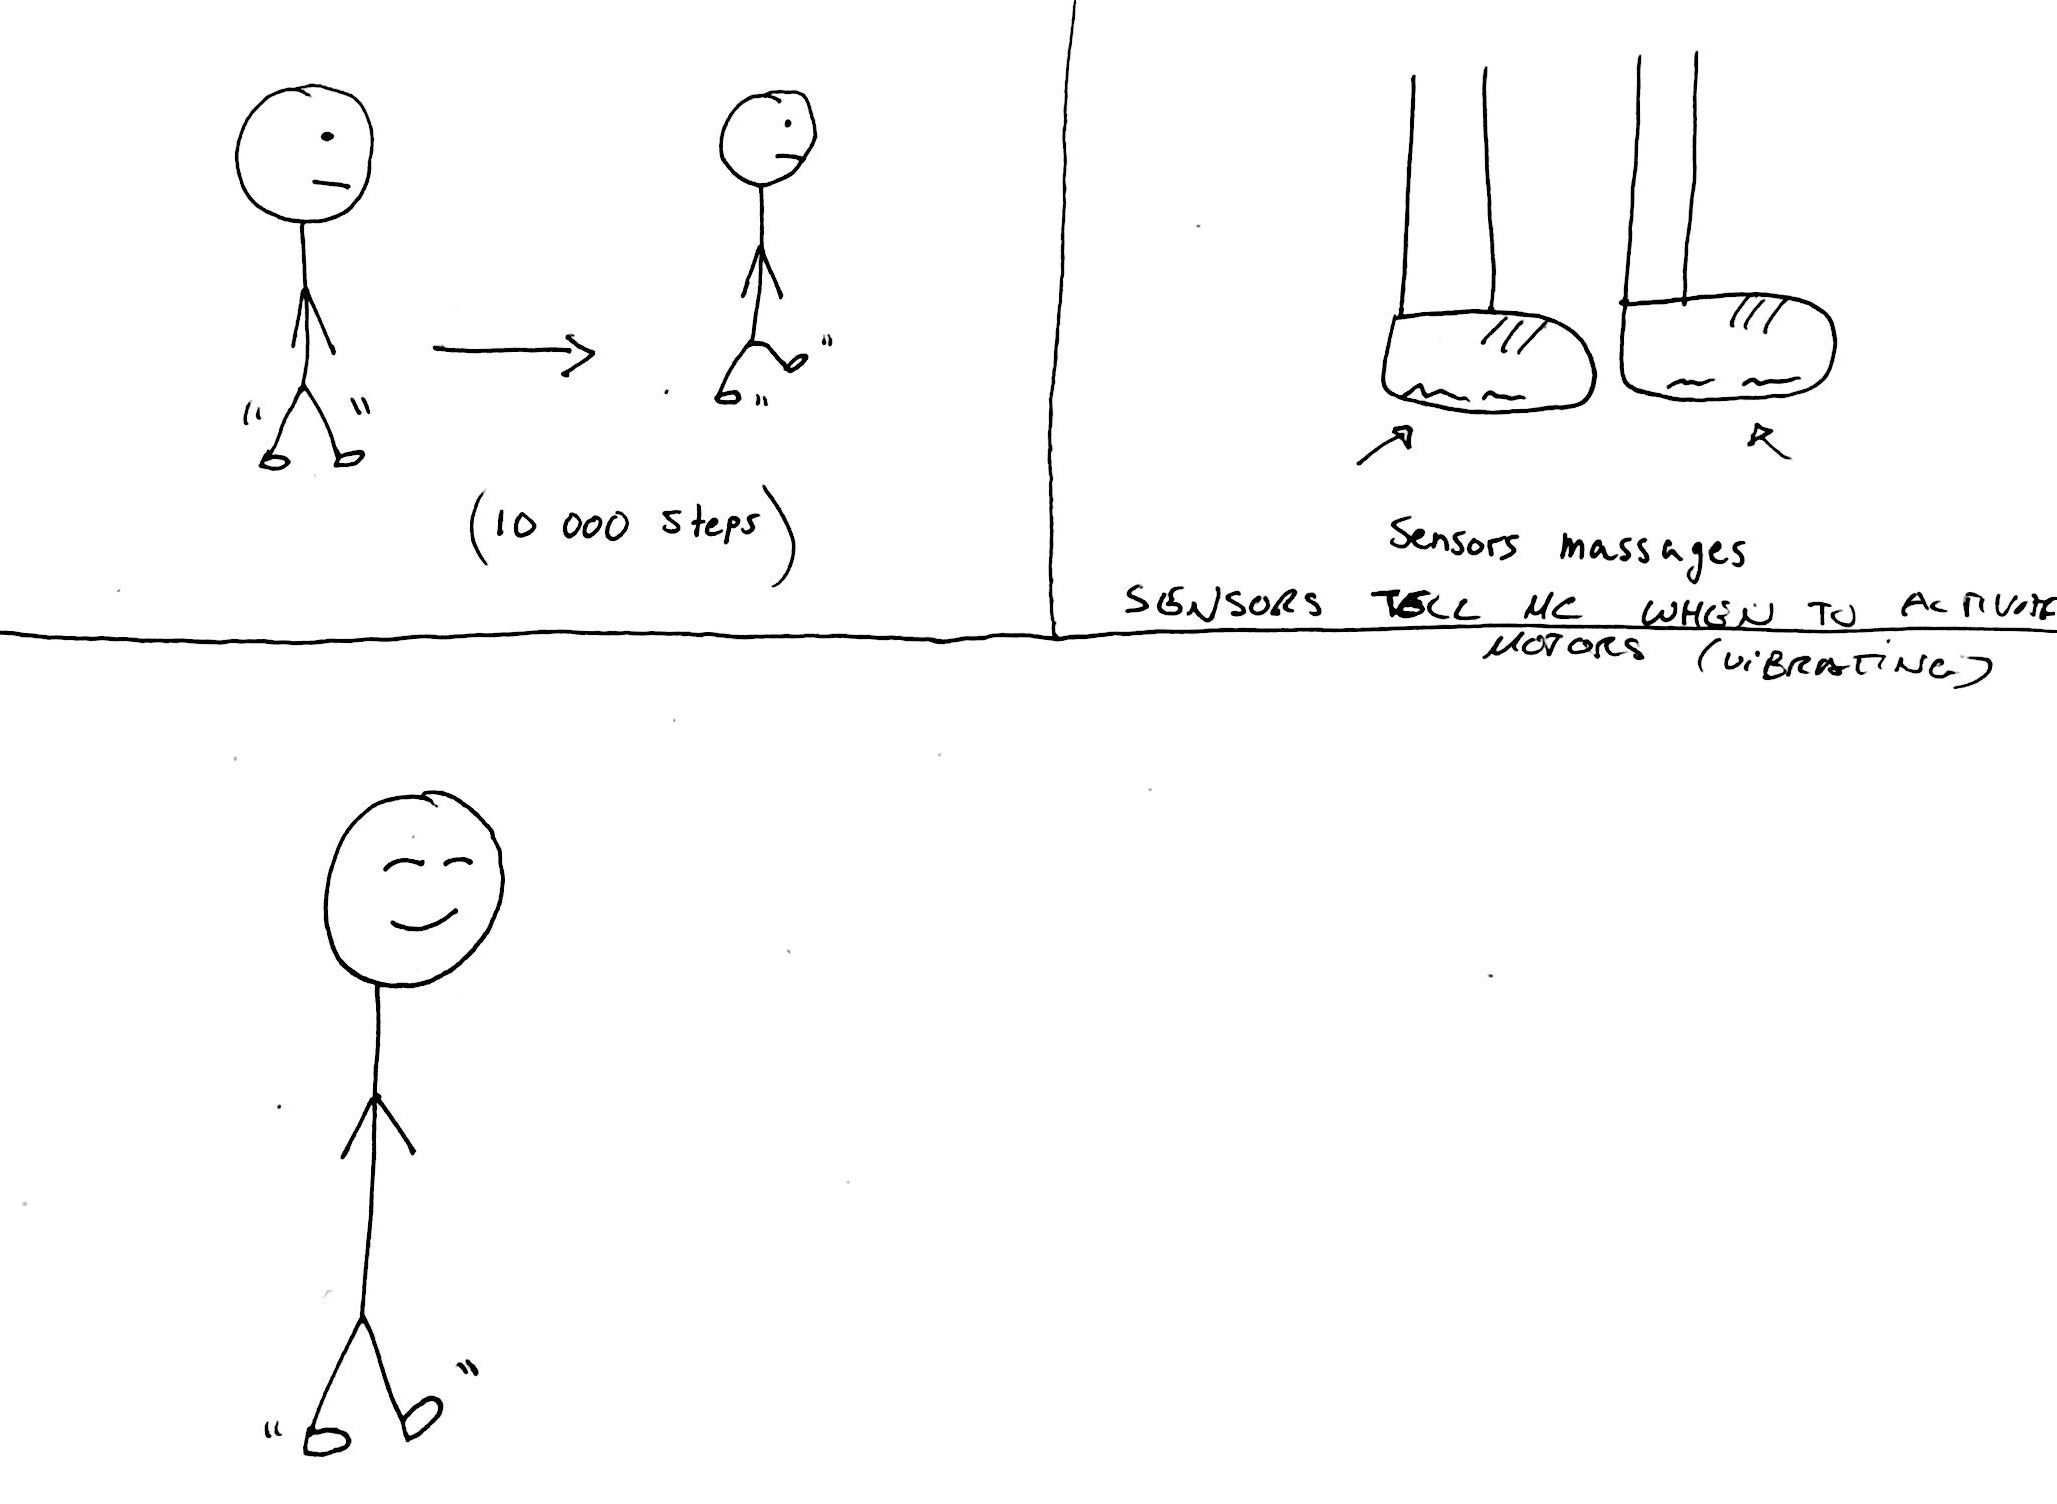 (10 000 steps)
Sensors massages
SENSORS TELL MC WHEN TO ACTIVATE
MOTORS (VIBRATING)